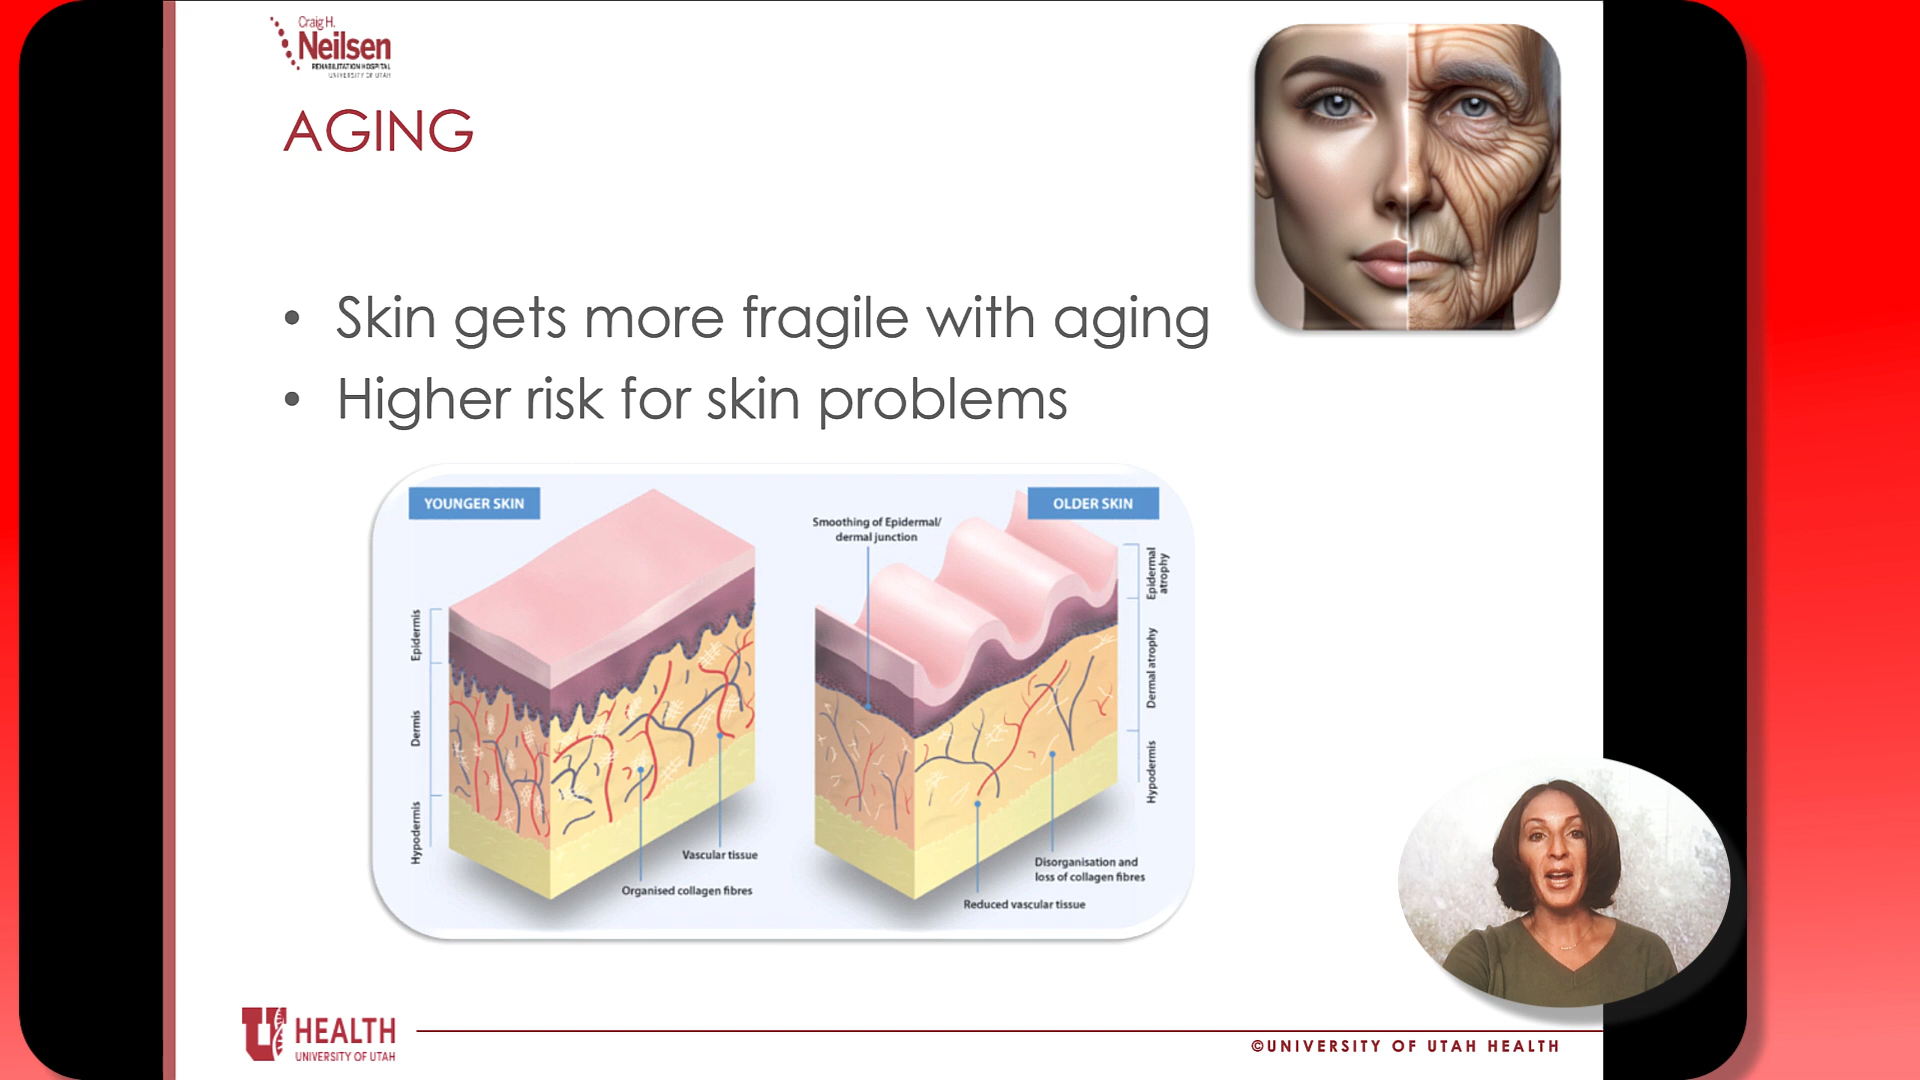 Craig H.
Neilsen
REHABILITATION HOSPITAL
UNIVERSITY OF UTAH
AGING
• Skin gets more fragile with aging
• Higher risk for skin problems
YOUNGER SKIN
Epidermis
Dermis
Hypodermis
Vascular tissue
Organised collagen fibres
OLDER SKIN
Smoothing of Epidermal/
dermal junction
Epidermal
atrophy
Dermal atrophy
Hypodermis
Disorganisation and
loss of collagen fibres
Reduced vascular tissue
U HEALTH
UNIVERSITY OF UTAH
©UNIVERSITY OF UTAH HEALTH